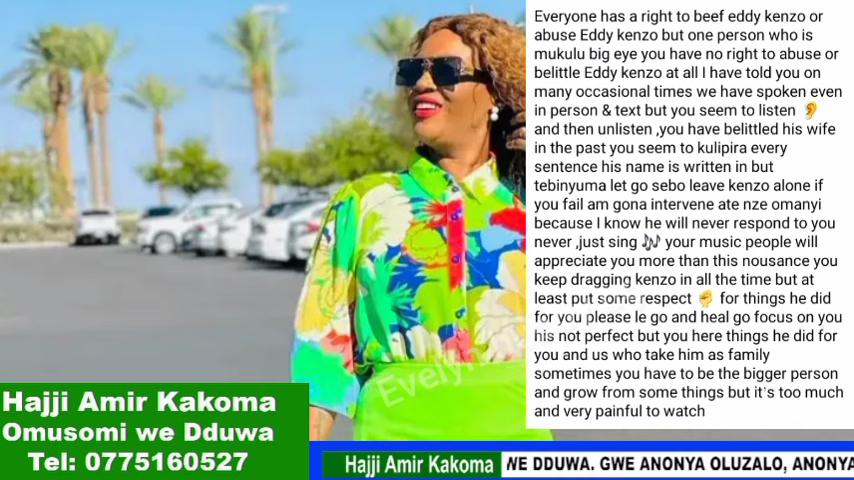 Everyone has a right to beef eddy kenzo or
abuse Eddy kenzo but one person who is
mukulu big eye you have no right to abuse or
belittle Eddy kenzo at all I have told you on
many occasional times we have spoken even
in person & text but you seem to listen 👂
and then unlisten ,you have belittled his wife
in the past you seem to kulipira every
sentence his name is written in but
tebinyuma let go sebo leave kenzo alone if
you fail am gona intervene ate nze omanyi
because I know he will never respond to you
never ,just sing 🎶 your music people will
appreciate you more than this nousance you
keep dragging kenzo in all the time but at
least put some respect ✊ for things he did
for you please le go and heal go focus on you
his not perfect but you here things he did for
you and us who take him as family
sometimes you have to be the bigger person
and grow from some things but it's too much
and very painful to watch
Hajji Amir Kakoma
Omusomi we Dduwa
Tel: 0775160527
Hajji Amir Kakoma WE DDUWA. GWE ANONYA OLUZALO, ANONYA